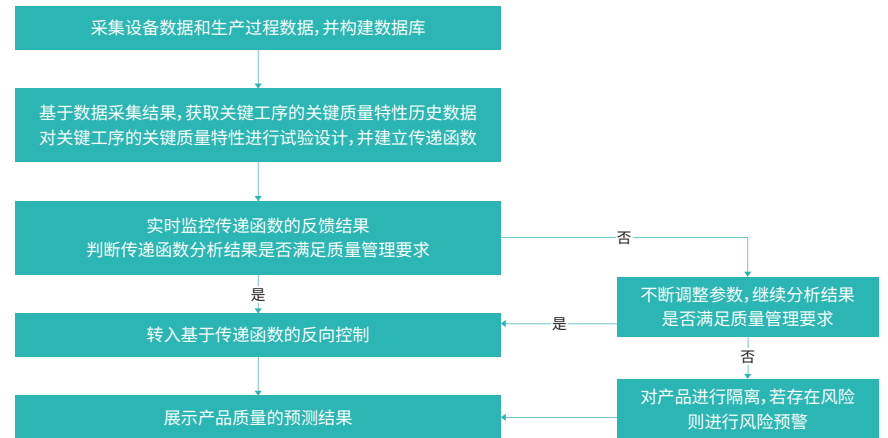 采集设备数据和生产过程数据,并构建数据库
基于数据采集结果,获取关键工序的关键质量特性历史数据
对关键工序的关键质量特性进行试验设计,并建立传递函数
实时监控传递函数的反馈结果
判断传递函数分析结果是否满足质量管理要求
否
是
不断调整参数,继续分析结果
是否满足质量管理要求
转入基于传递函数的反向控制
是
否
对产品进行隔离,若存在风险
则进行风险预警
展示产品质量的预测结果